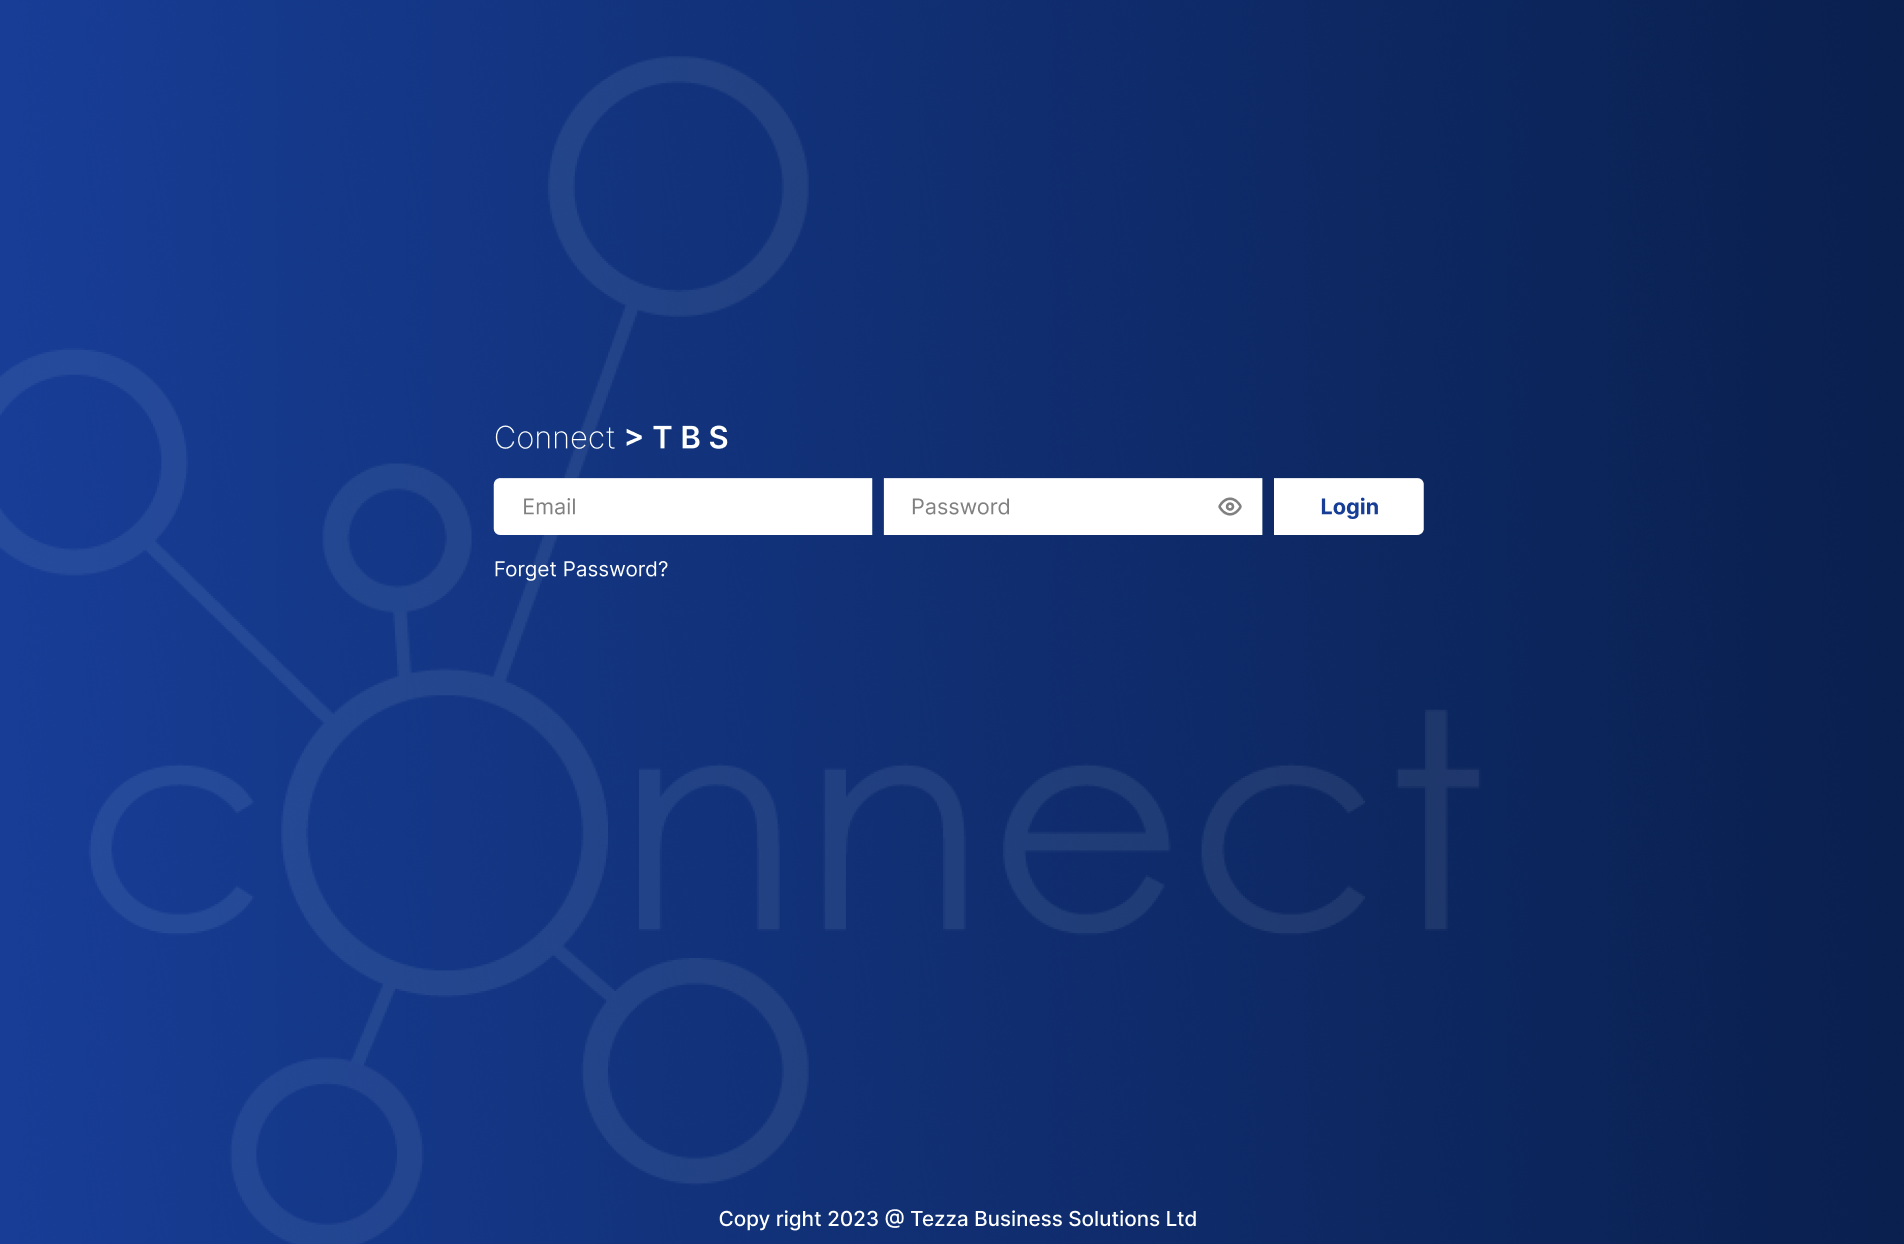 Connect > T B S
Email Password Login
Forget Password?
connect
Copy right 2023 @ Tezza Business Solutions Ltd